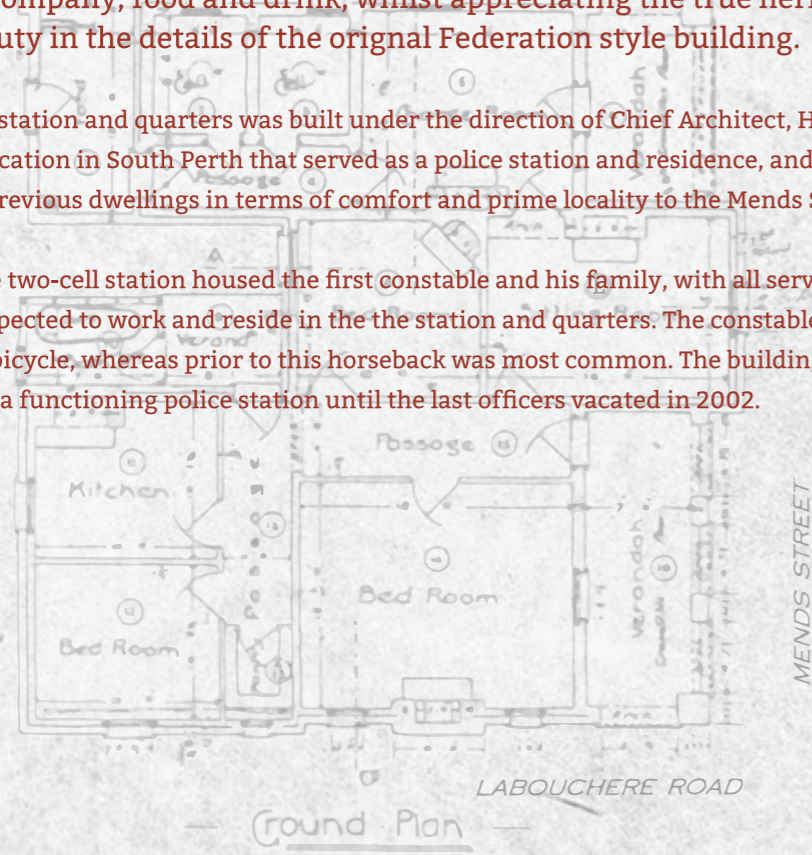 company, food and drink, whilst appreciating the true heri
uty in the details of the orignal Federation style building.
station and quarters was built under the direction of Chief Architect, H
cation in South Perth that served as a police station and residence, and
revious dwellings in terms of comfort and prime locality to the Mends S
e two-cell station housed the first constable and his family, with all serv
pected to work and reside in the the station and quarters. The constable
bicycle, whereas prior to this horseback was most common. The buildin
a functioning police station until the last officers vacated in 2002.
Passage
Verandah
Passage
Kitchen
Bed Room
Bed Room
Verandah
MENDS STREET
LABOUCHERE ROAD
Ground Plan